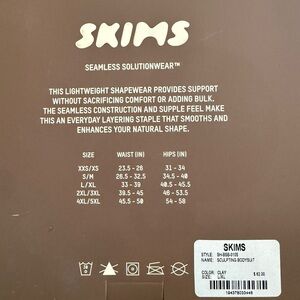 SKIMS
SEAMLESS SOLUTIONWEAR™
THIS LIGHTWEIGHT SHAPEWEAR PROVIDES SUPPORT
WITHOUT SACRIFICING COMFORT OR ADDING BULK.
THE SEAMLESS CONSTRUCTION AND SUPPLE FEEL MAKE
THIS AN EVERYDAY LAYERING STAPLE THAT SMOOTHS AND
ENHANCES YOUR NATURAL SHAPE.
SIZE WAIST (IN) HIPS (IN)
XXS/XS 23.5 - 28 31 - 34
S/M 28.5 - 32.5 34.5 - 40
L/XL 33 - 39 40.5 - 45.5
2XL/3XL 39.5 - 45 46 - 53.5
4XL/5XL 45.5 - 50 54 - 58
SKIMS
STYLE:
NAME: SCULPTING BODYSUIT
COLOR: CLAY
SIZE: L/XL
$ 62.00